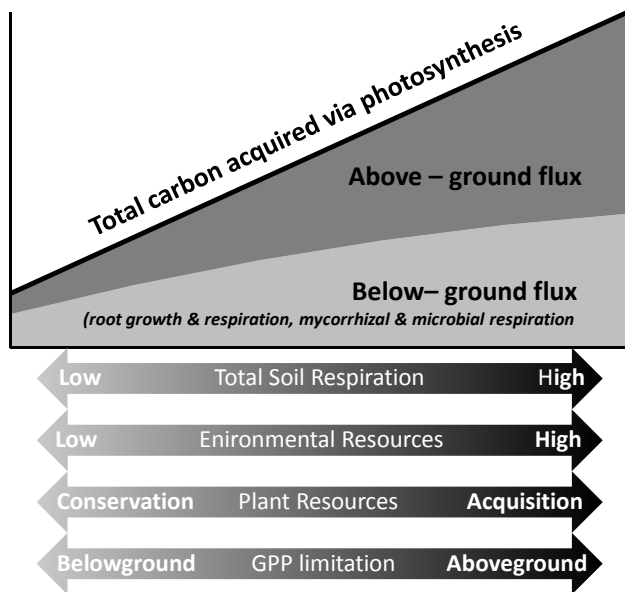 Total carbon acquired via photosynthesis
Above – ground flux
Below– ground flux
(root growth & respiration, mycorrhizal & microbial respiration
Low Total Soil Respiration High
Low Enironmental Resources High
Conservation Plant Resources Acquisition
Belowground GPP limitation Aboveground